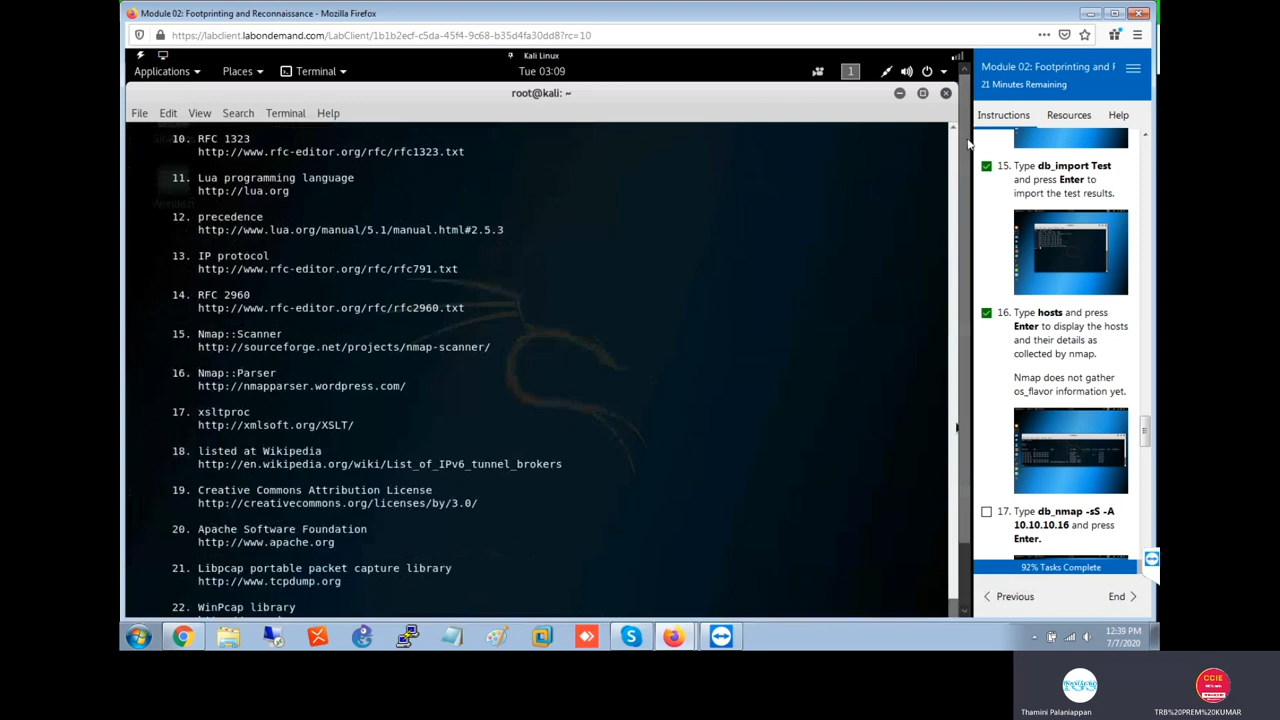 Module 02: Footprinting and Reconnaissance - Mozilla Firefox
https://labclient.labondemand.com/LabClient/1b1b2ecf-b5da-45f4-9c68-b35d4fa30dd8?rc=10
Kali Linux
Applications
Places
Terminal
Tue 03:09
1
root@kali: ~
File
Edit
View
Search
Terminal
Help
10. RFC 1323
http://www.rfc-editor.org/rfc/rfc1323.txt
11. Lua programming language
http://lua.org
12. precedence
http://www.lua.org/manual/5.1/manual.html#2.5.3
13. IP protocol
http://www.rfc-editor.org/rfc/rfc791.txt
14. RFC 2960
http://www.rfc-editor.org/rfc/rfc2960.txt
15. Nmap::Scanner
http://sourceforge.net/projects/nmap-scanner/
16. Nmap::Parser
http://nmapparser.wordpress.com/
17. xsltproc
http://xmlsoft.org/XSLT/
18. listed at Wikipedia
http://en.wikipedia.org/wiki/List_of_IPv6_tunnel_brokers
19. Creative Commons Attribution License
http://creativecommons.org/licenses/by/3.0/
20. Apache Software Foundation
http://www.apache.org
21. Libpcap portable packet capture library
http://www.tcpdump.org
22. WinPcap library
Module 02: Footprinting and F
21 Minutes Remaining
Instructions
Resources
Help
15. Type db_import Test
and press Enter to
import the test results.
16. Type hosts and press
Enter to display the hosts
and their details as
collected by nmap.
Nmap does not gather
os_flavor information yet.
17. Type db_nmap -sS -A
10.10.10.16 and press
Enter.
92% Tasks Complete
Previous
End
12:39 PM
7/7/2020
CCIE
Thamini Palaniappan
TRB%20PREM%20KUMAR